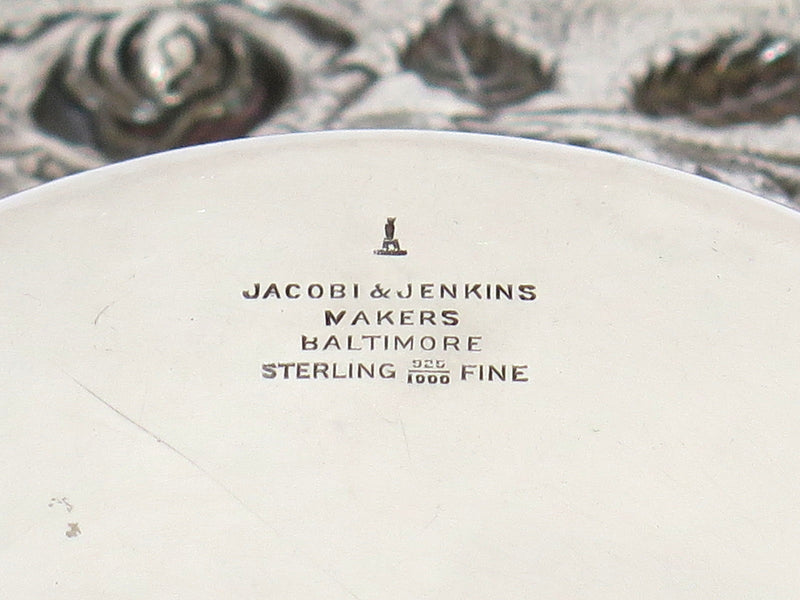 JACOBI & JENKINS
MAKERS
BALTIMORE
STERLING 925/1000 FINE